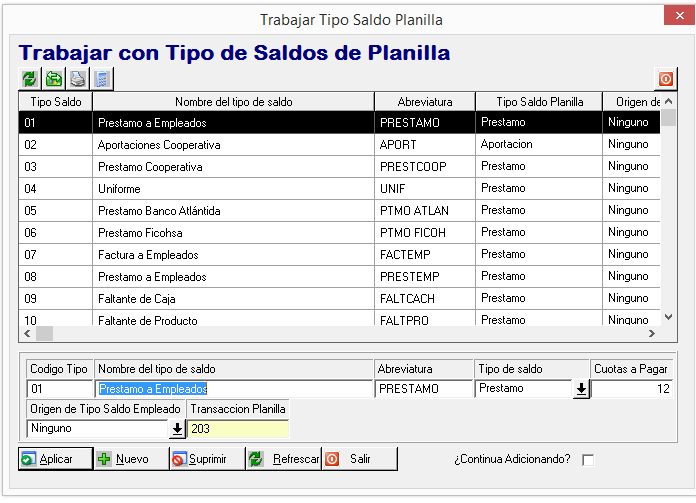 Trabajar Tipo Saldo Planilla
Trabajar con Tipo de Saldos de Planilla
Tipo Saldo Nombre del tipo de saldo Abreviatura Tipo Saldo Planilla Origen de
01 Prestamo a Empleados PRESTAMO Prestamo Ninguno
02 Aportaciones Cooperativa APORT Aportacion Ninguno
03 Prestamo Cooperativa PRESTCOOP Prestamo Ninguno
04 Uniforme UNIF Prestamo Ninguno
05 Prestamo Banco Atlántida PTMO ATLAN Prestamo Ninguno
06 Prestamo Ficohsa PTMO FICOH Prestamo Ninguno
07 Factura a Empleados FACTEMP Prestamo Ninguno
08 Prestamo a Empleados PRESTEMP Prestamo Ninguno
09 Faltante de Caja FALTCACH Prestamo Ninguno
10 Faltante de Producto FALTPRO Prestamo Ninguno
Codigo Tipo Nombre del tipo de saldo Abreviatura Tipo de saldo Cuotas a Pagar
01 Prestamo a Empleados PRESTAMO Prestamo 12
Origen de Tipo Saldo Empleado Transaccion Planilla
Ninguno 203
Aplicar Nuevo Suprimir Refrescar Salir ¿Continua Adicionando?